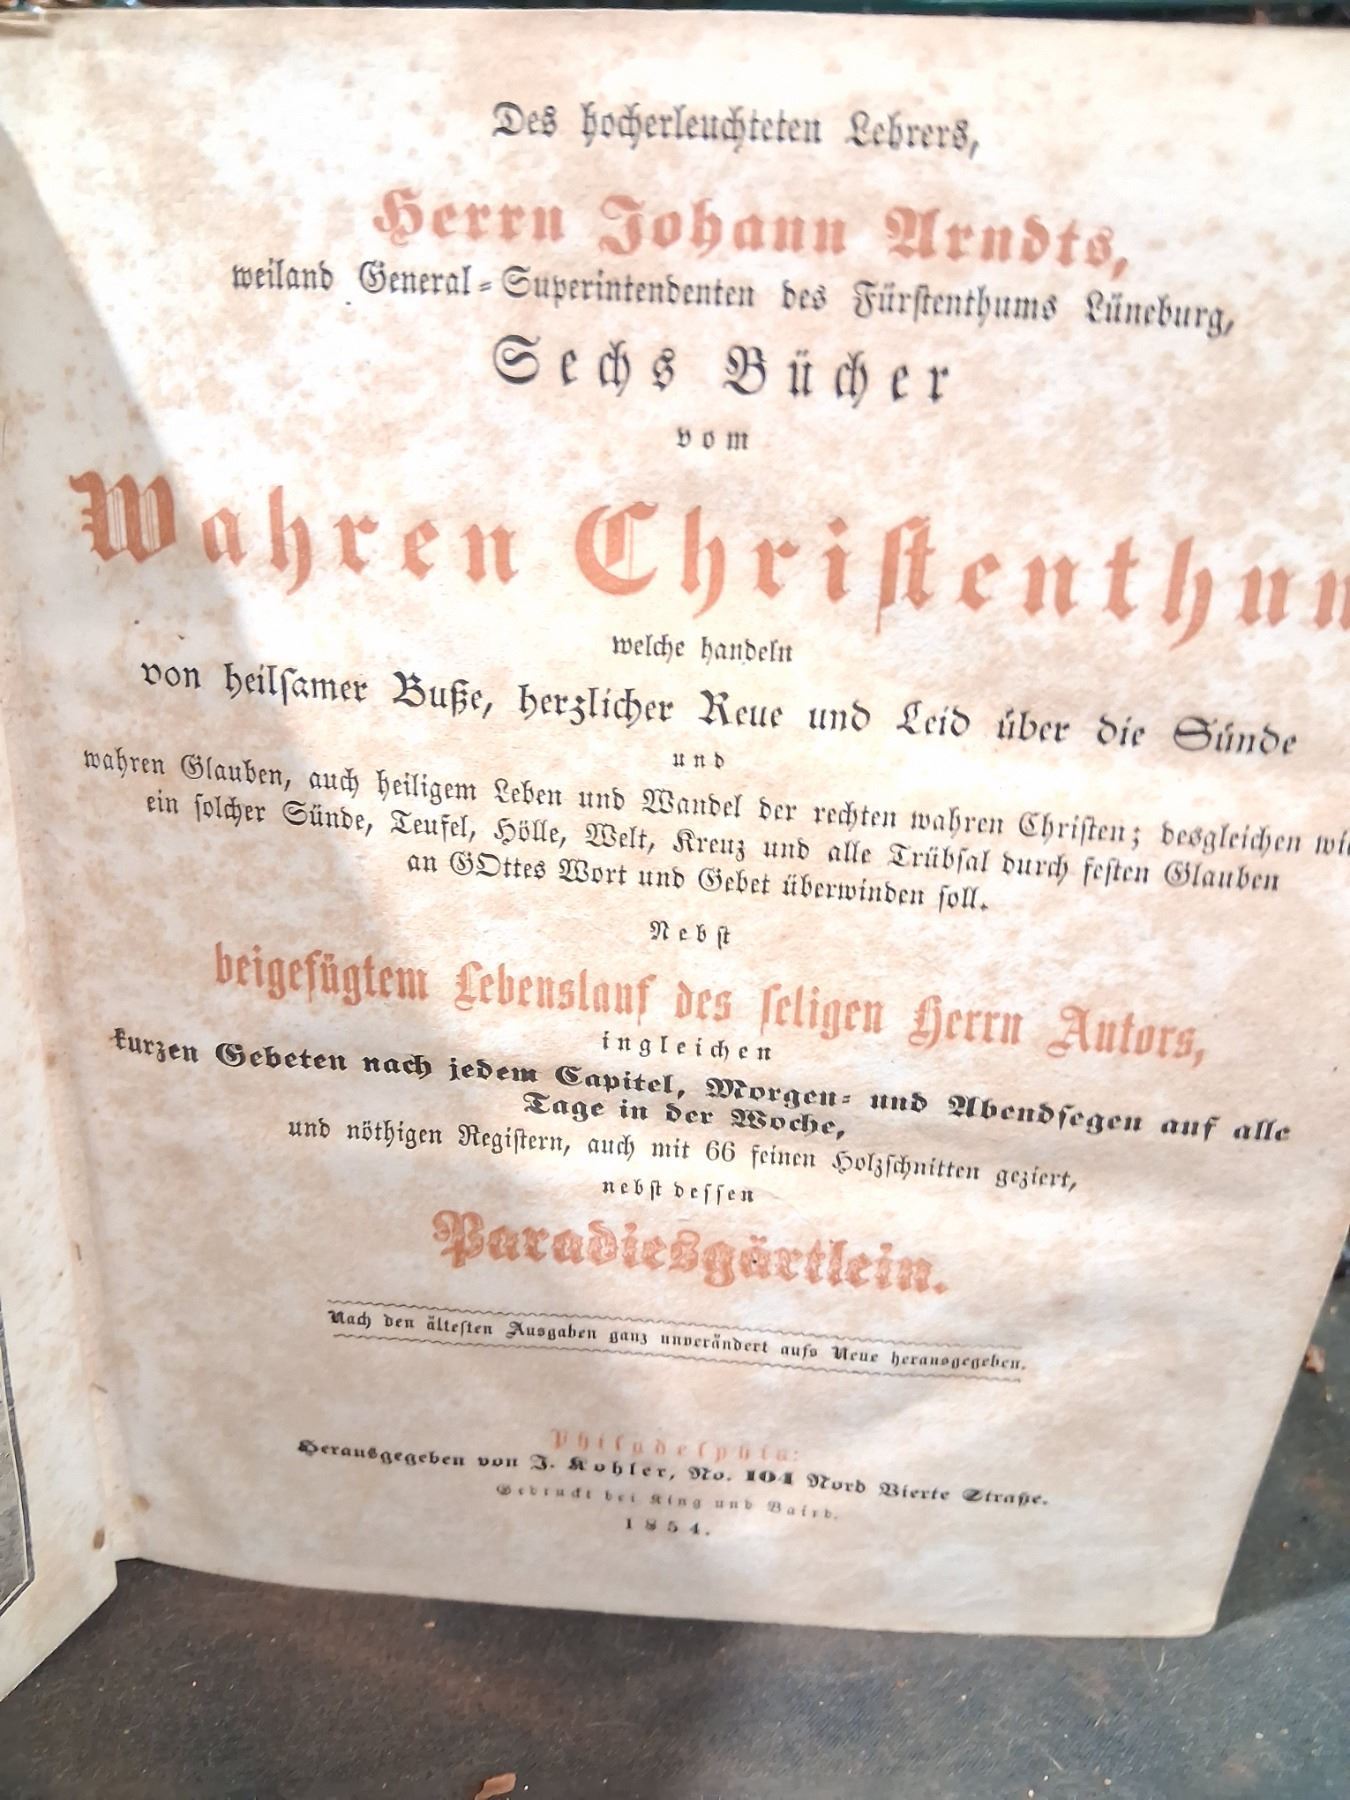 Des hocherleuchteten Lehrers,
Herrn Johann Arndts,
weiland General-Superintendenten des Fürstenthums Lüneburg,
Sechs Bücher
vom
Wahren Christenthum
welche handeln
von heilsamer Buße, herzlicher Reue und Leid über die Sünde
und
wahren Glauben, auch heiligem Leben und Wandel der rechten wahren Christen; desgleichen wie
ein solcher Sünde, Teufel, Hölle, Welt, Kreuz und alle Trübsal durch festen Glauben
an GOttes Wort und Gebet überwinden soll.
Nebst
beigefügtem Lebenslauf des seligen Herrn Autors,
ingleichen
kurzen Gebeten nach jedem Capitel, Morgen- und Abendsegen auf alle
Tage in der Woche,
und nöthigen Registern, auch mit 66 feinen Holzschnitten geziert,
nebst dessen
Paradiesgärtlein.
Nach den ältesten Ausgaben ganz unverändert aufs Neue herausgegeben.
Philadelphia:
Herausgegeben von J. Kohler, No. 104 Nord Vierte Straße.
Gedruckt bei King und Baird.
1854.